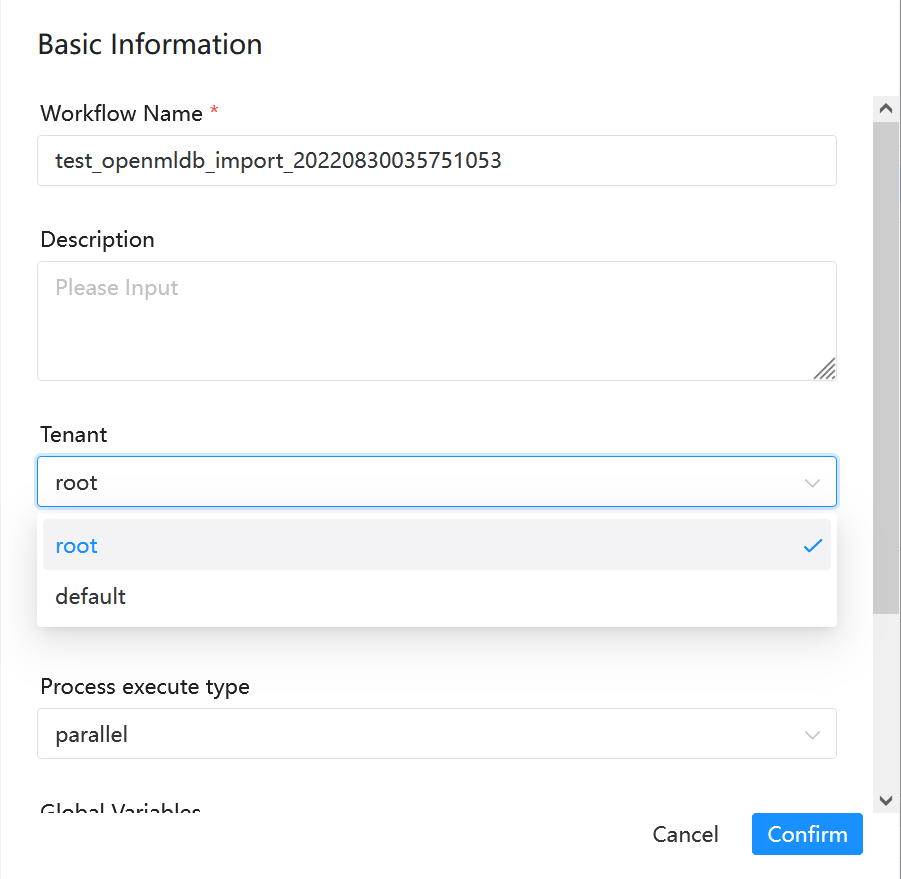 Basic Information
Workflow Name *
test_openmldb_import_20220830035751053
Description
Please Input
Tenant
root
root
default
Process execute type
parallel
Global Variables
Cancel Confirm